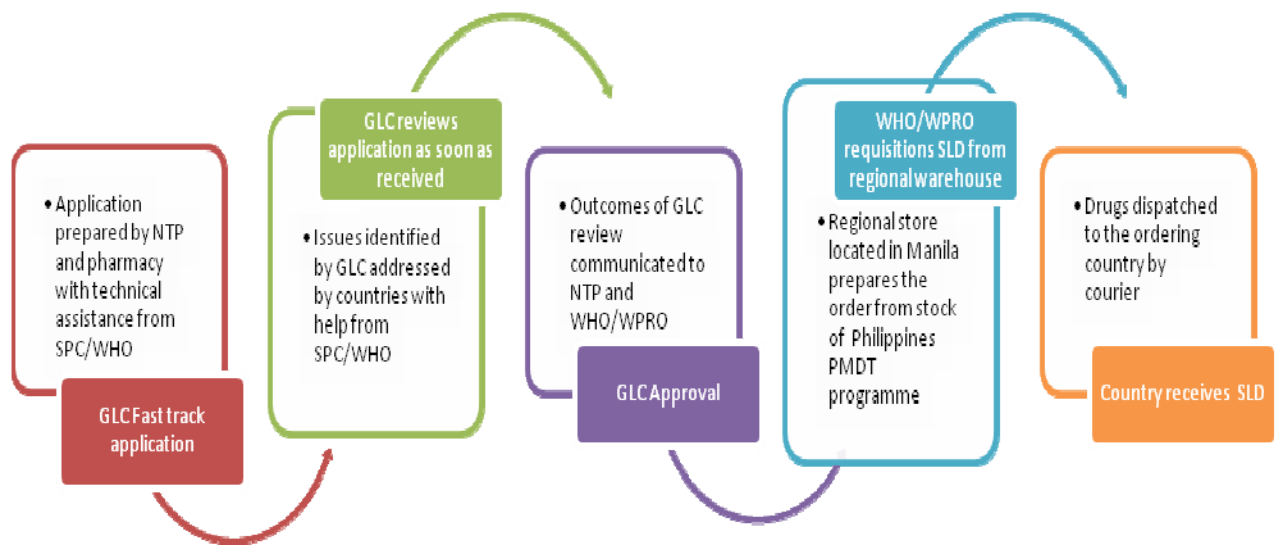 • Application
prepared by NTP
and pharmacy
with technical
assistance from
SPC/WHO
GLC Fast track
application
GLC reviews
application as soon as
received
• Issues identified
by GLC addressed
by countries with
help from
SPC/WHO
• Outcomes of GLC
review
communicated to
NTP and
WHO/WPRO
GLC Approval
WHO/WPRO
requisitions SLD from
regional warehouse
• Regional store
located in Manila
prepares the
order from stock
of Philippines
PMDT
programme
• Drugs dispatched
to the ordering
country by
courier
Country receives SLD